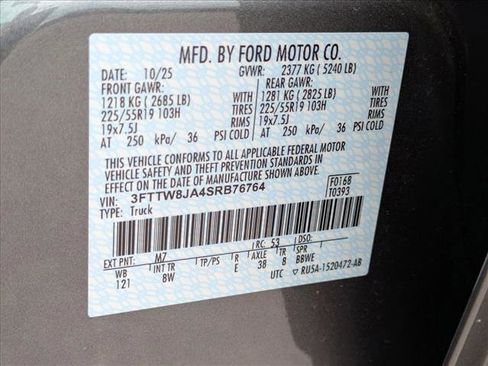 MFD. BY FORD MOTOR CO.
DATE: 10/25 GVWR: 2377 KG ( 5240 LB)
FRONT GAWR: REAR GAWR:
1218 KG ( 2685 LB) WITH 1281 KG ( 2825 LB) WITH
225/55R19 103H TIRES 225/55R19 103H TIRES
19x7.5J RIMS 19x7.5J RIMS
AT 250 kPa/ 36 PSI COLD AT 250 kPa/ 36 PSI COLD
THIS VEHICLE CONFORMS TO ALL APPLICABLE FEDERAL MOTOR
VEHICLE SAFETY STANDARDS AND THEFT PREVENTION STANDARD
IN EFFECT ON THE DATE OF MANUFACTURE SHOWN ABOVE.
VIN: 3FTTW8JA4SRB76764 F0168
TYPE: Truck T0393
EXT PNT: M7 RC: 53 DSO:
WB INT TR TP/PS R AXLE TR SPR
121 8W E 38 8 BBWE
UTC RU5A-1520472-AB